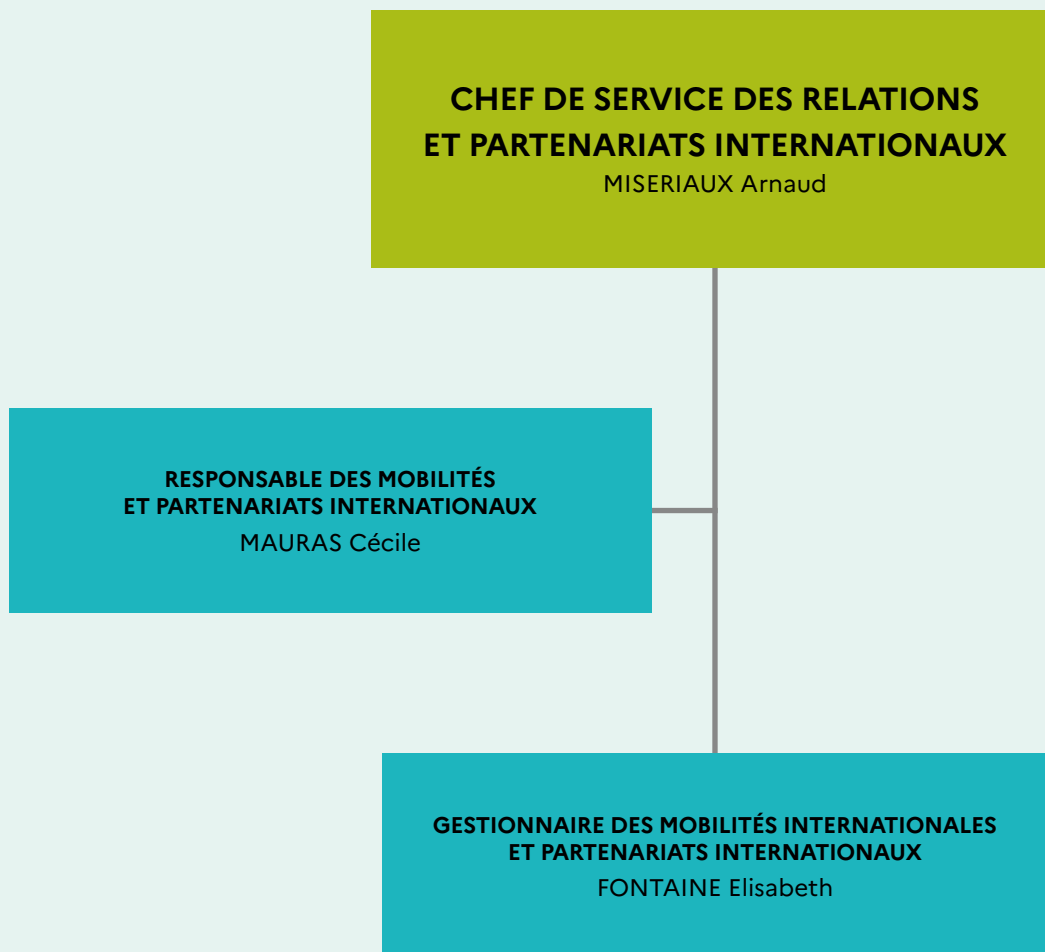 CHEF DE SERVICE DES RELATIONS
ET PARTENARIATS INTERNATIONAUX
MISERIAUX Arnaud
RESPONSABLE DES MOBILITÉS
ET PARTENARIATS INTERNATIONAUX
MAURAS Cécile
GESTIONNAIRE DES MOBILITÉS INTERNATIONALES
ET PARTENARIATS INTERNATIONAUX
FONTAINE Elisabeth